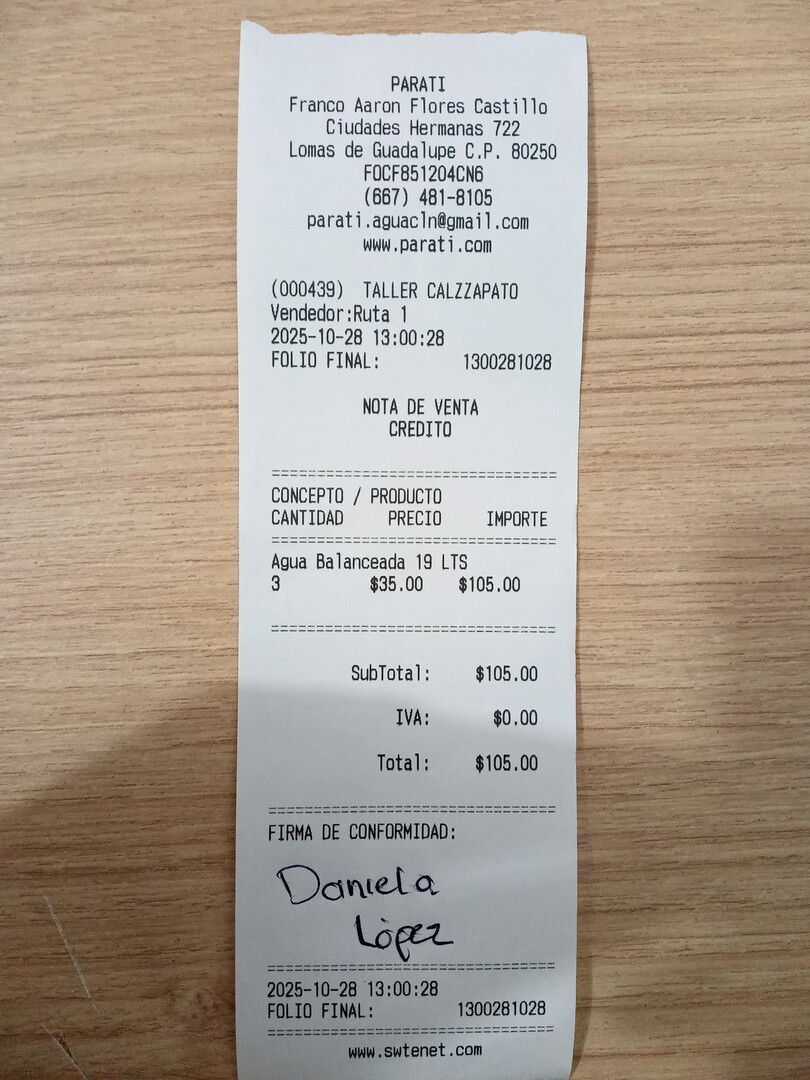 PARATI
Franco Aaron Flores Castillo
Ciudades Hermanas 722
Lomas de Guadalupe C.P. 80250
FOCF851204CN6
(667) 481-8105
parati.aguacln@gmail.com
www.parati.com
(000439) TALLER CALZZAPATO
Vendedor:Ruta 1
2025-10-28 13:00:28
FOLIO FINAL: 1300281028
NOTA DE VENTA
CREDITO
================================
CONCEPTO / PRODUCTO
CANTIDAD PRECIO IMPORTE
================================
Agua Balanceada 19 LTS
3 $35.00 $105.00
================================
SubTotal: $105.00
IVA: $0.00
Total: $105.00
================================
FIRMA DE CONFORMIDAD:
Daniela
López
================================
2025-10-28 13:00:28
FOLIO FINAL: 1300281028
================================
www.swtenet.com